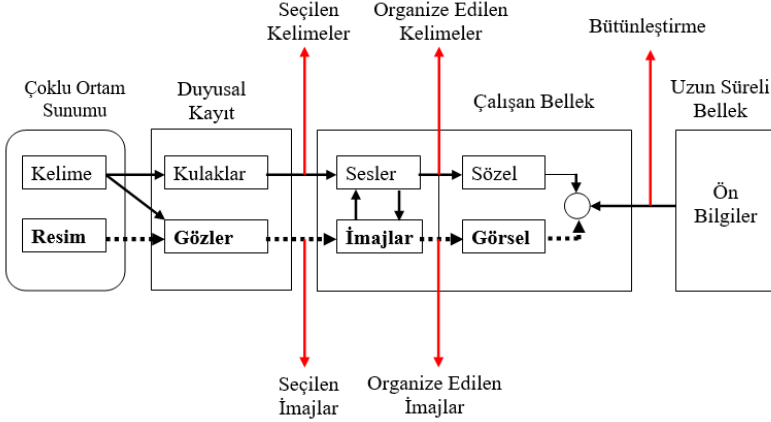 Seçilen
Kelimeler
Organize Edilen
Kelimeler
Bütünleştirme
Çoklu Ortam
Sunumu
Duyusal
Kayıt
Çalışan Bellek
Uzun Süreli
Bellek
Kelime
Kulaklar
Sesler
Sözel
Ön
Bilgiler
Resim
Gözler
İmajlar
Görsel
Seçilen
İmajlar
Organize Edilen
İmajlar